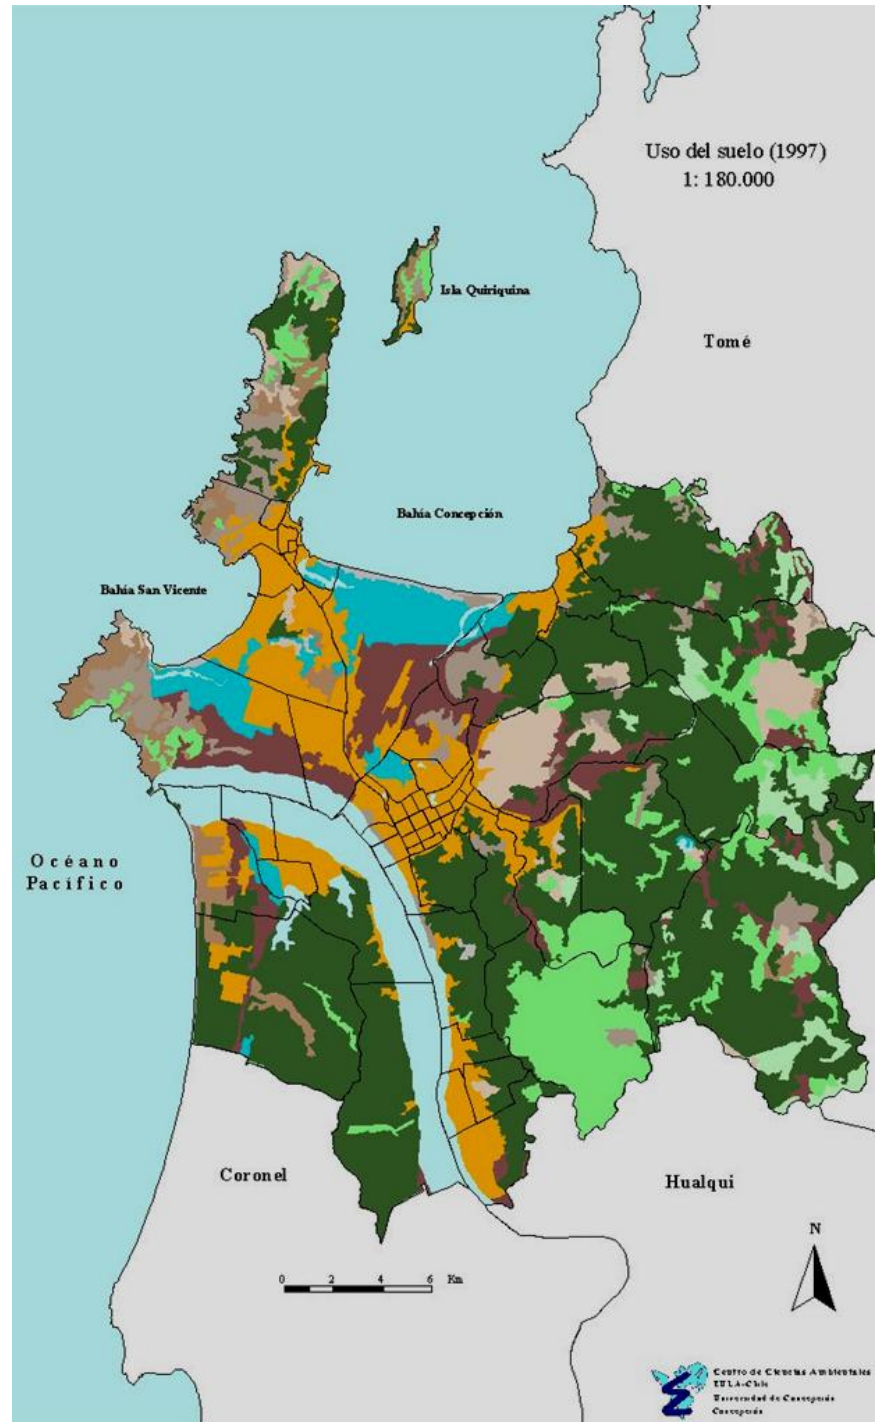 Uso del suelo (1997)
1: 180.000
Isla Quiriquina
Tomé
Bahía Concepción
Bahía San Vicente
Océano
Pacífico
Coronel
Hualqui
N
0 2 4 6 Km
Centro de Ciencias Ambientales
EULA-Chile
Universidad de Concepción
Concepción